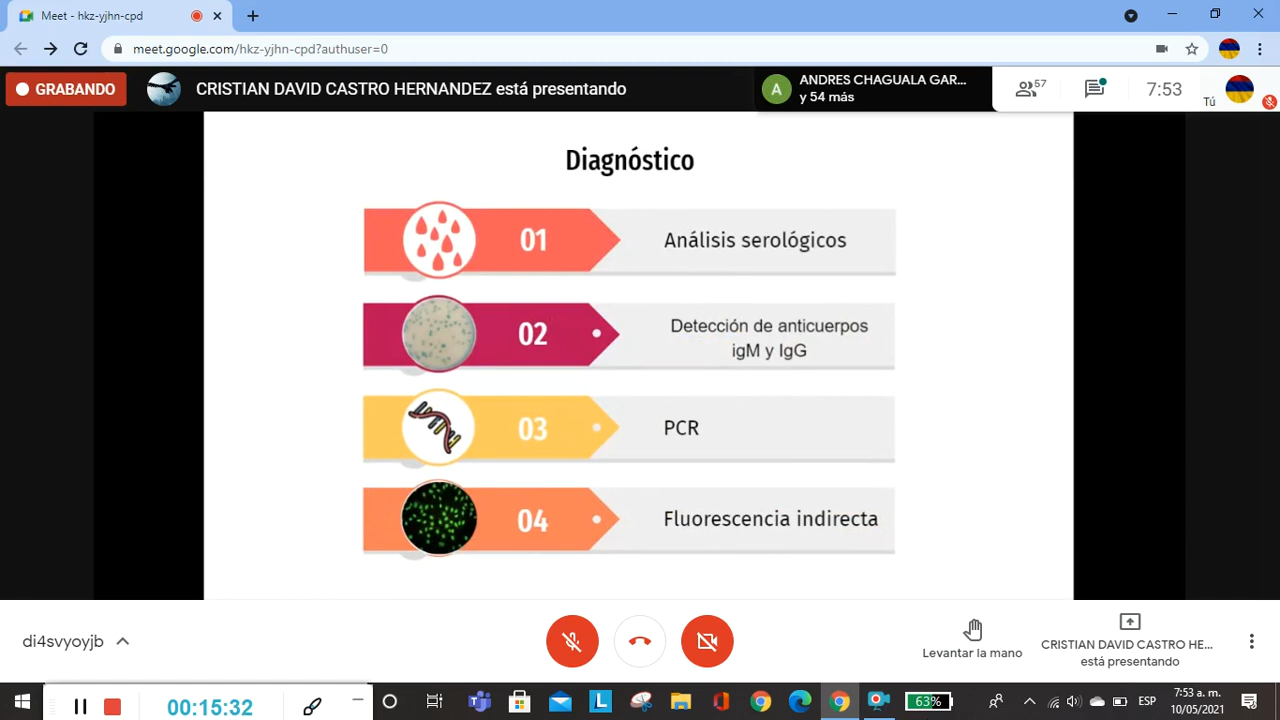 Meet - hkz-yjhn-cpd
meet.google.com/hkz-yjhn-cpd?authuser=0
GRABANDO
CRISTIAN DAVID CASTRO HERNANDEZ está presentando
A
ANDRES CHAGUALA GAR...
y 54 más
57
7:53
Tú
Diagnóstico
01
Análisis serológicos
02
Detección de anticuerpos
igM y IgG
03
PCR
04
Fluorescencia indirecta
di4svyoyjb
Levantar la mano
CRISTIAN DAVID CASTRO HE...
está presentando
00:15:32
L
63%
ESP
7:53 a. m.
10/05/2021